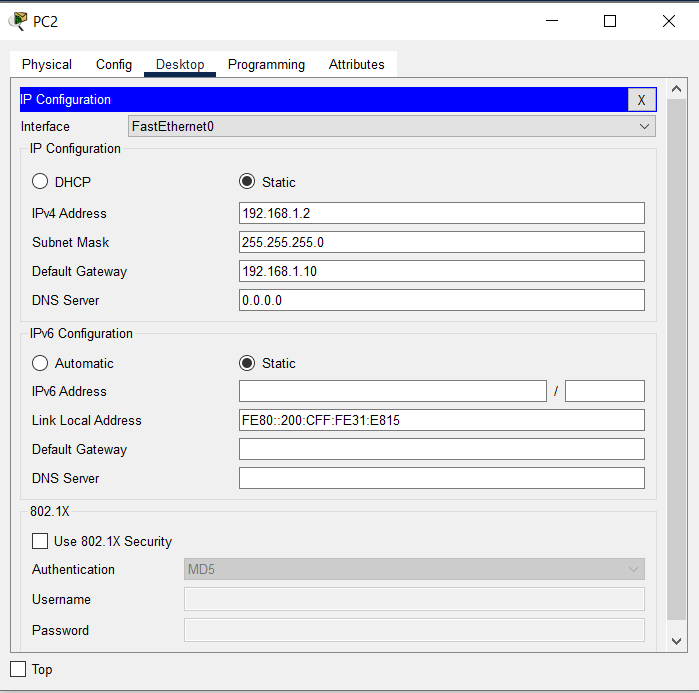 PC2
Physical Config Desktop Programming Attributes
IP Configuration X
Interface FastEthernet0
IP Configuration
DHCP Static
IPv4 Address 192.168.1.2
Subnet Mask 255.255.255.0
Default Gateway 192.168.1.10
DNS Server 0.0.0.0
IPv6 Configuration
Automatic Static
IPv6 Address /
Link Local Address FE80::200:CFF:FE31:E815
Default Gateway
DNS Server
802.1X
Use 802.1X Security
Authentication MD5
Username
Password
Top